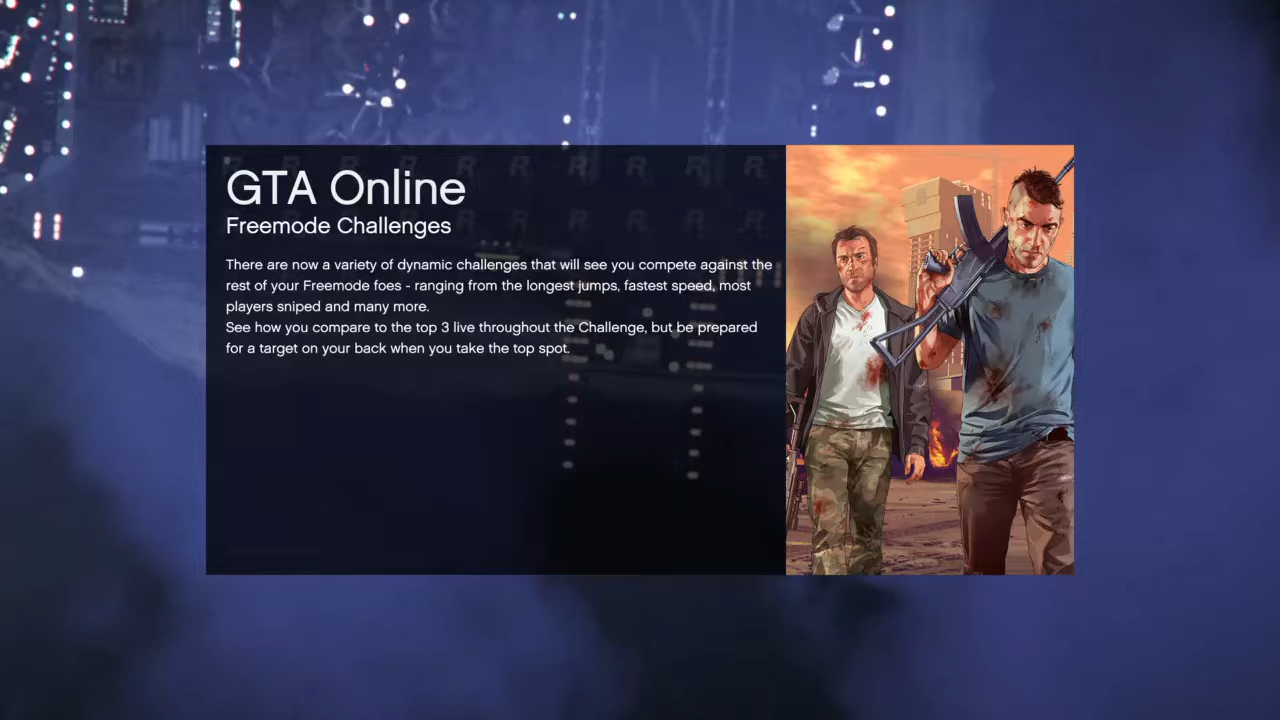 GTA Online
Freemode Challenges
There are now a variety of dynamic challenges that will see you compete against the
rest of your Freemode foes - ranging from the longest jumps, fastest speed, most
players sniped and many more.
See how you compare to the top 3 live throughout the Challenge, but be prepared
for a target on your back when you take the top spot.